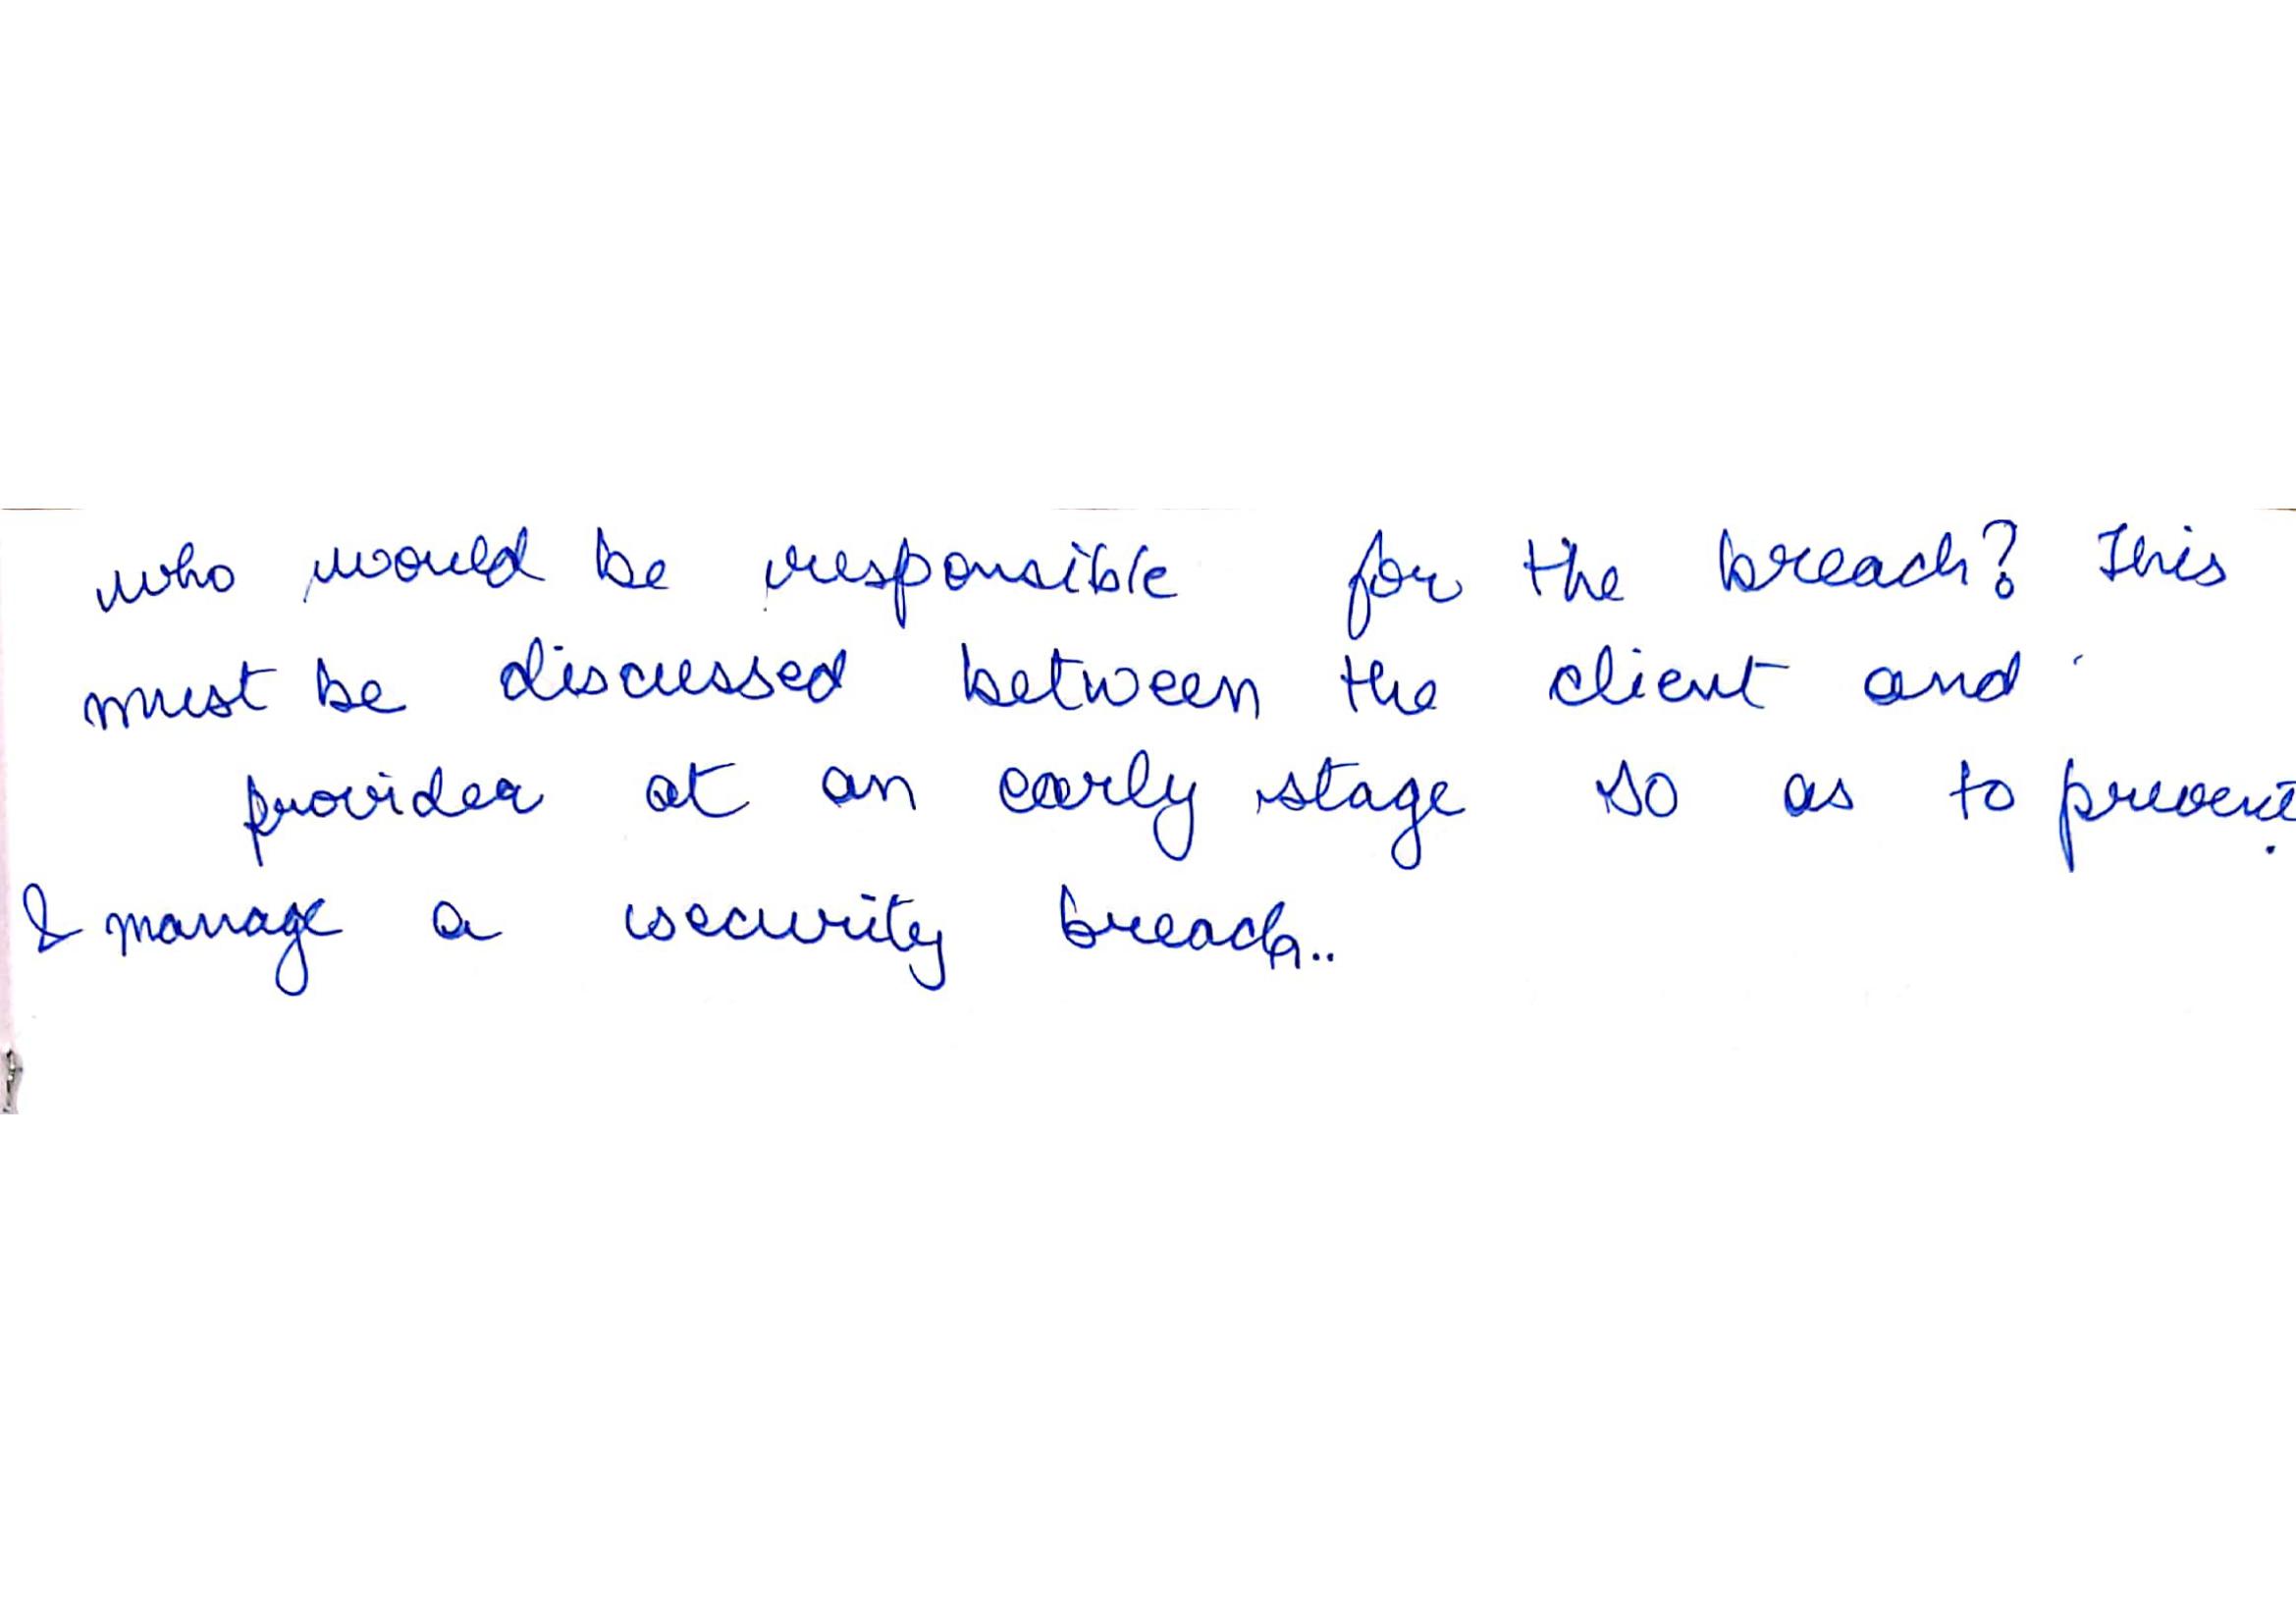 who would be responsible for the breach? This
must be discussed between the client and
provider at an early stage so as to prevent
& manage a security breach..